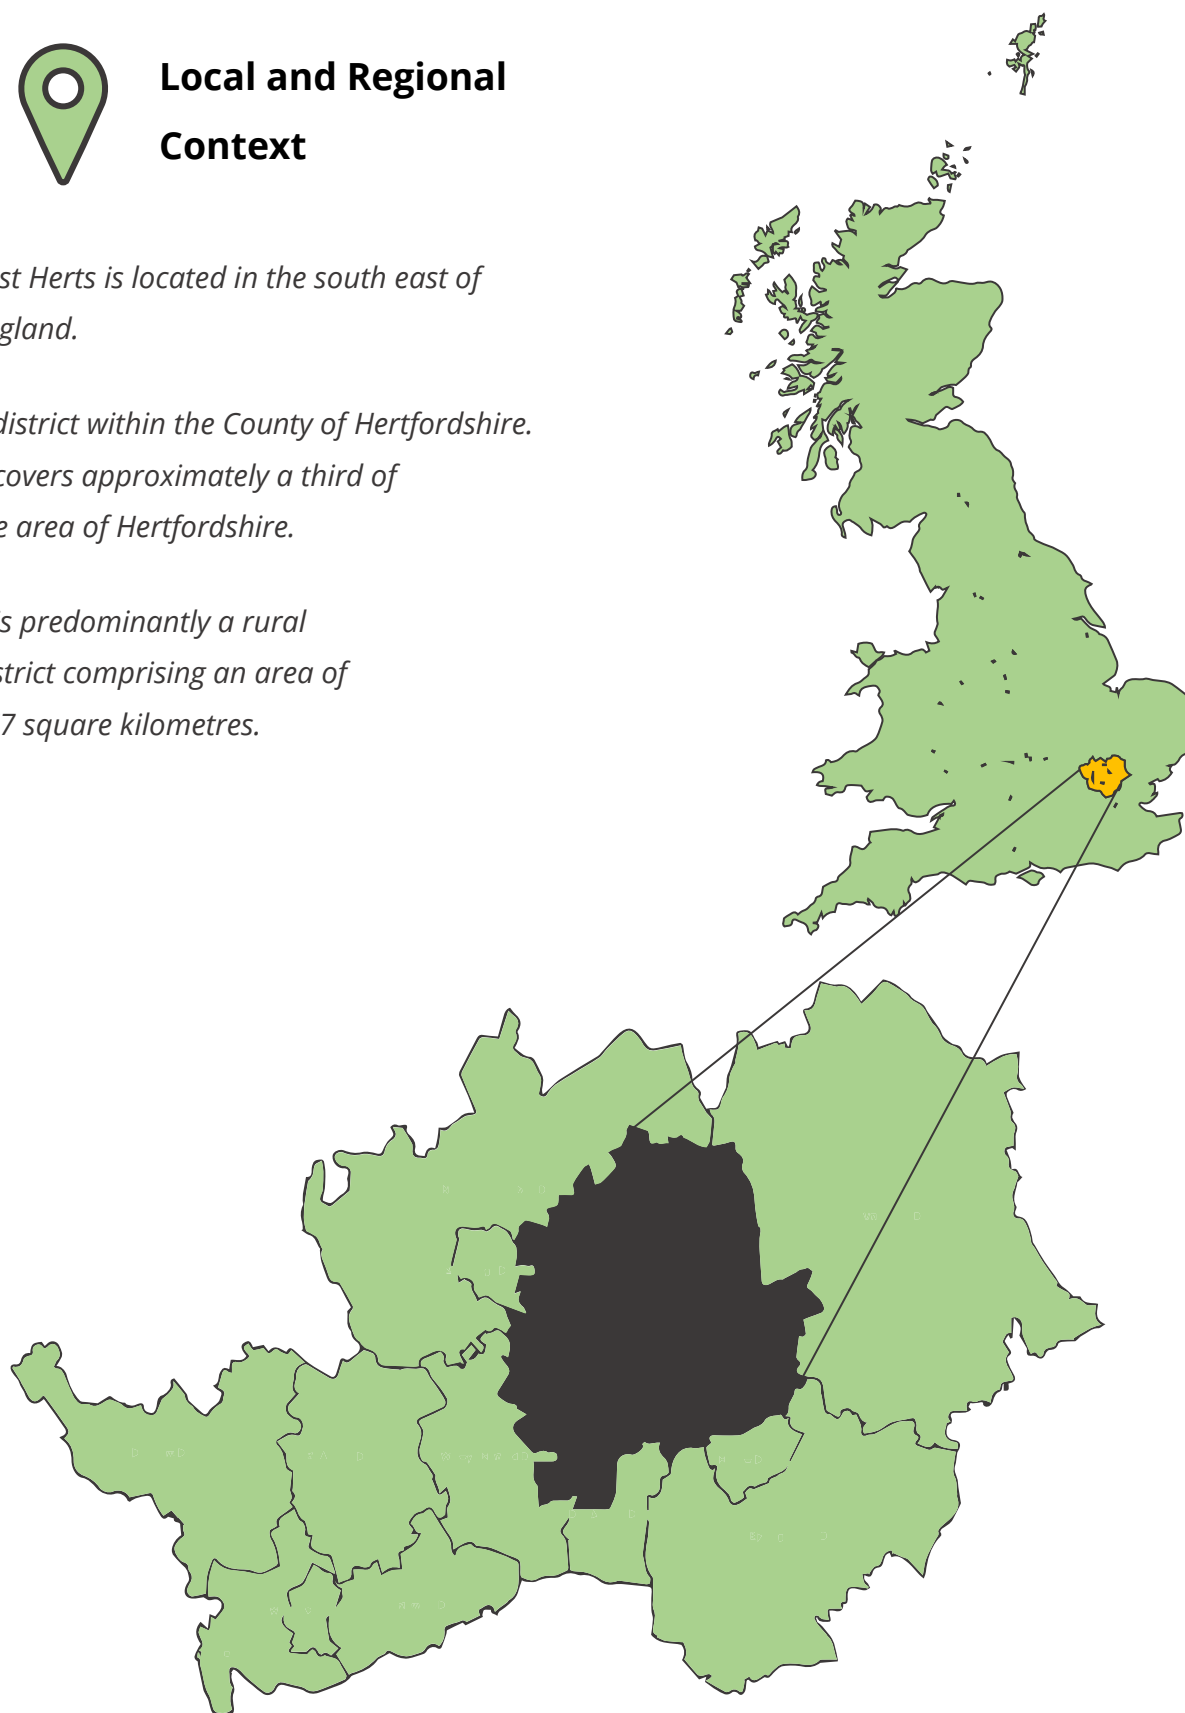 Local and Regional
Context
st Herts is located in the south east of
gland.
district within the County of Hertfordshire.
covers approximately a third of
e area of Hertfordshire.
s predominantly a rural
strict comprising an area of
7 square kilometres.